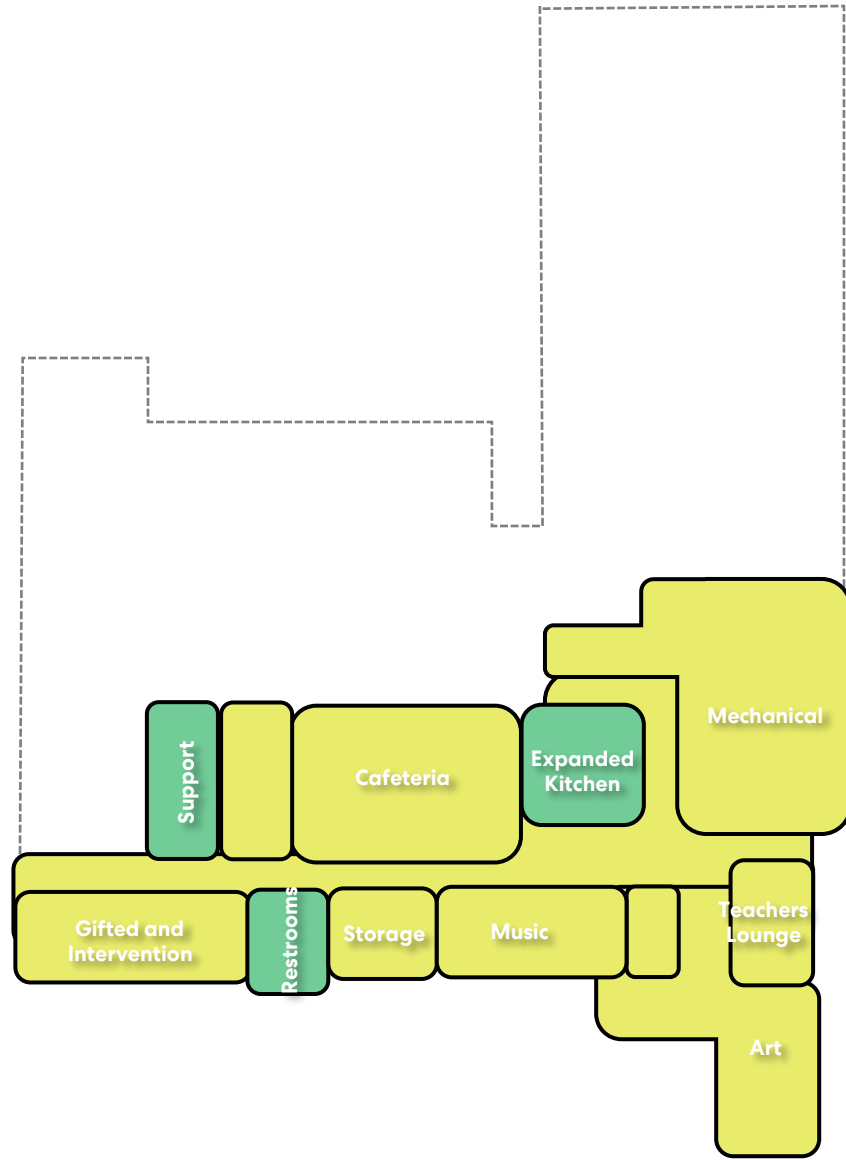 Mechanical
Support
Cafeteria
Expanded
Kitchen
Gifted and
Intervention
Restrooms
Storage
Music
Teachers
Lounge
Art